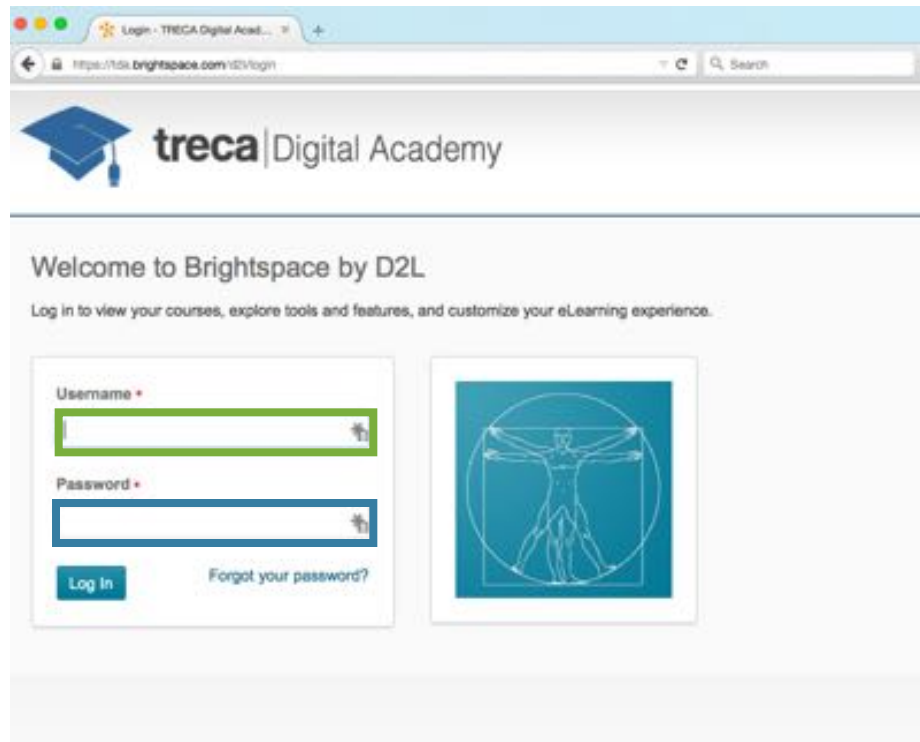 Login - TRECA Digital Acad... × +
brightspace.com/d2l/login Search
treca|Digital Academy
Welcome to Brightspace by D2L
Log in to view your courses, explore tools and features, and customize your eLearning experience.
Username •
Password •
Log In Forgot your password?